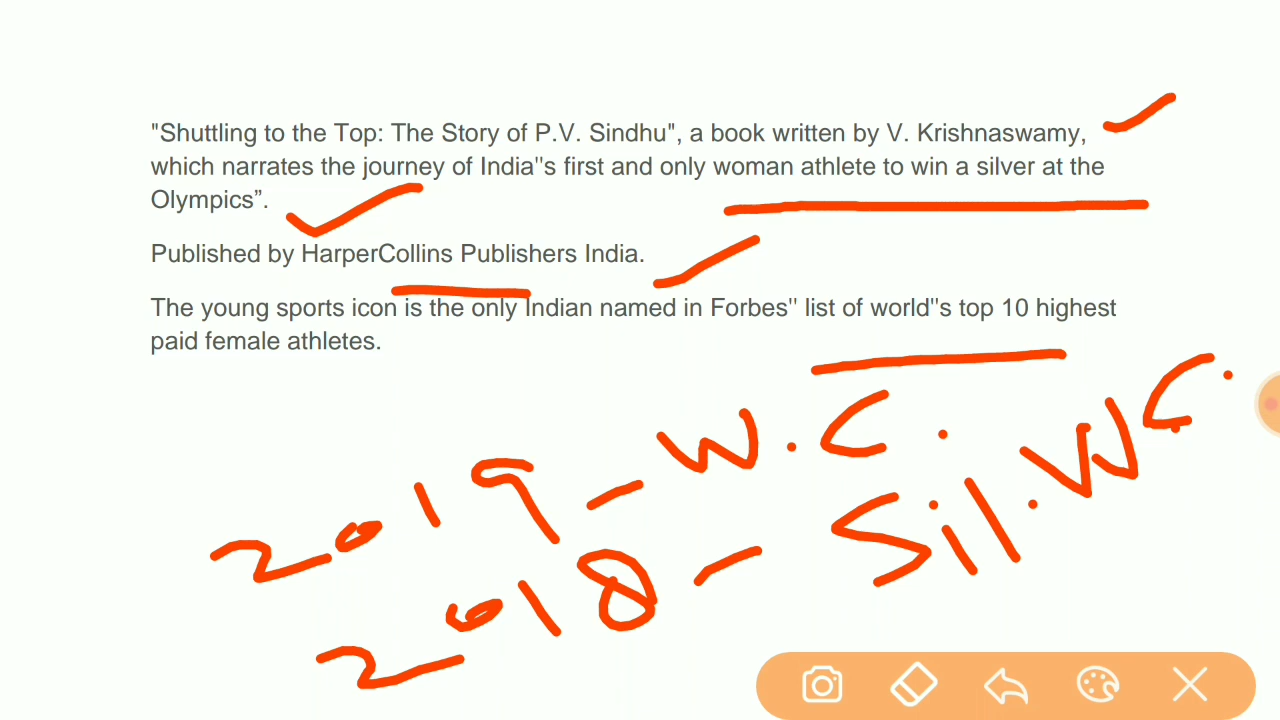 "Shuttling to the Top: The Story of P.V. Sindhu", a book written by V. Krishnaswamy,
which narrates the journey of India"s first and only woman athlete to win a silver at the
Olympics”.
Published by HarperCollins Publishers India.
The young sports icon is the only Indian named in Forbes" list of world"s top 10 highest
paid female athletes.
2019 - W.C.
2018 - Sil. WC.